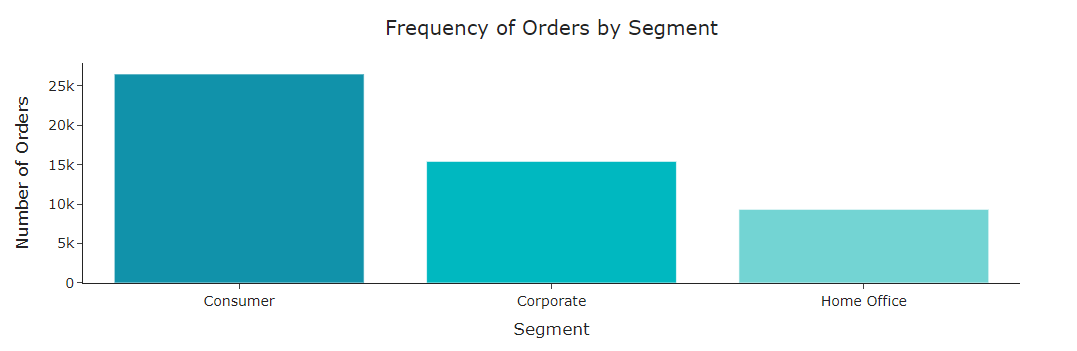 Frequency of Orders by Segment
Number of Orders
25k
20k
15k
10k
5k
0
Consumer
Corporate
Home Office
Segment